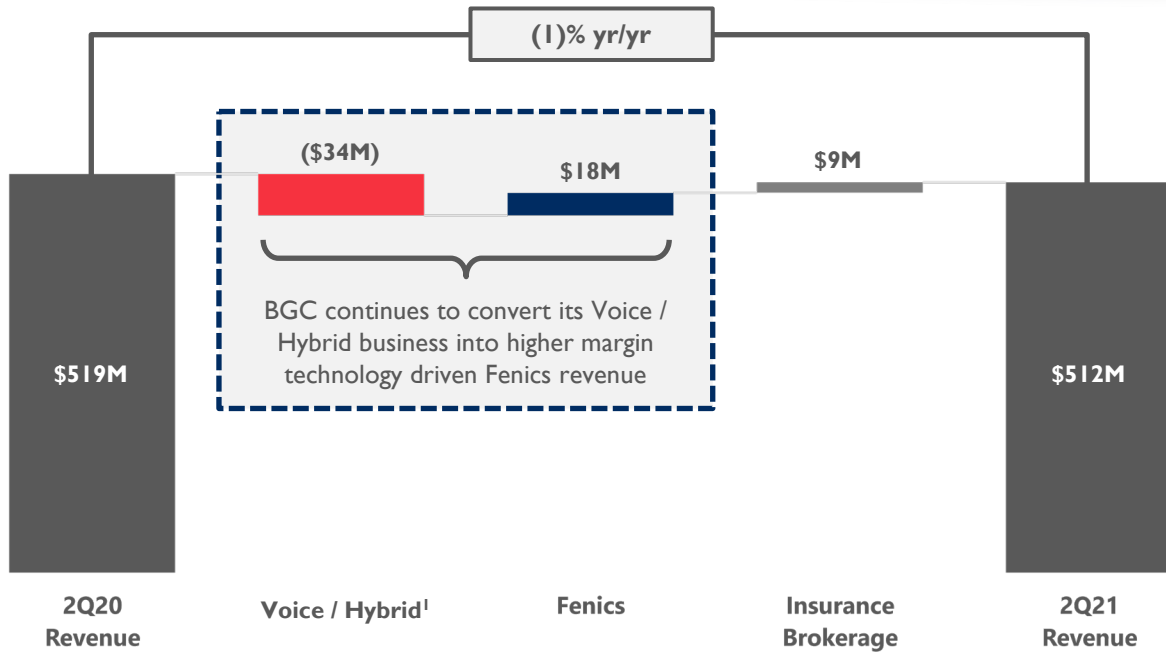 (1)% yr/yr
($34M)
$18M
$9M
BGC continues to convert its Voice /
Hybrid business into higher margin
technology driven Fenics revenue
$519M
$512M
2Q20
Revenue
Voice / Hybrid¹
Fenics
Insurance
Brokerage
2Q21
Revenue